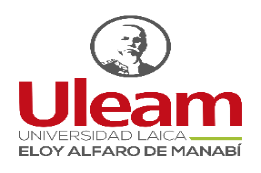 Uleam
UNIVERSIDAD LAICA
ELOY ALFARO DE MANABÍ